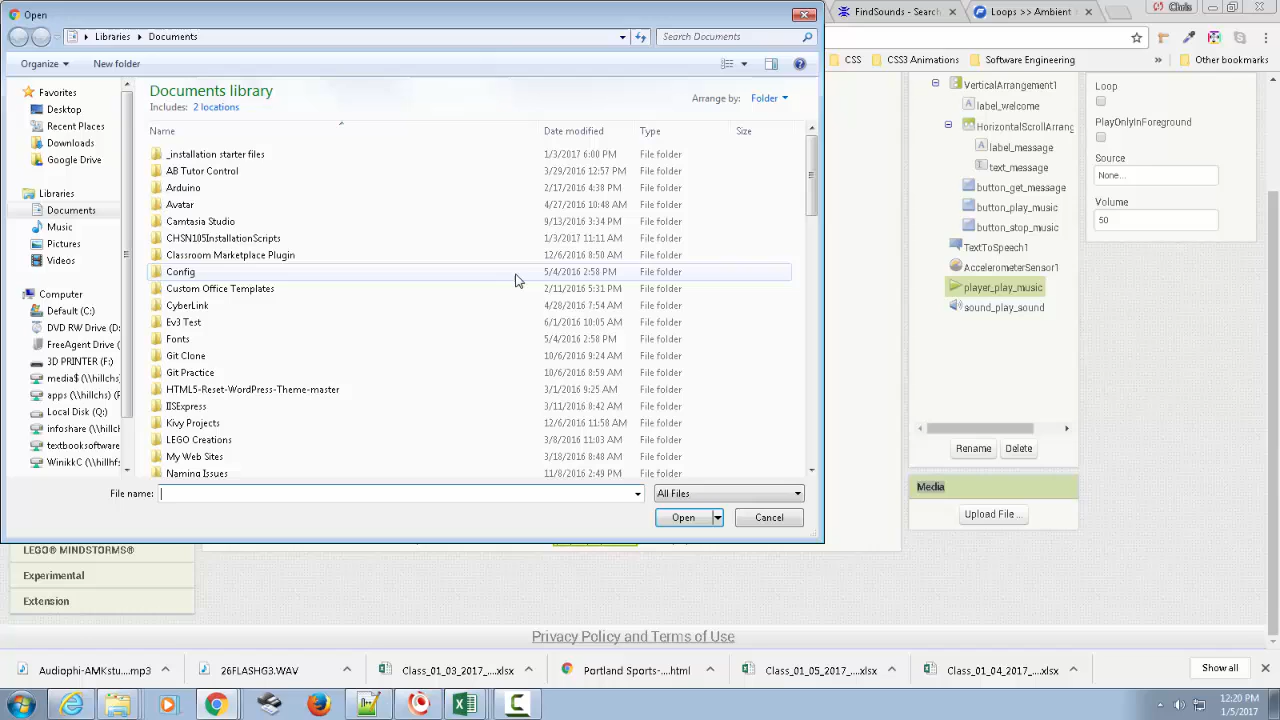 Open
FindSounds - Search
Loops >> Ambient
Chuls
Libraries
Documents
Search Documents
Organize
New folder
CSS
CSS3 Animations
Software Engineering
»
Other bookmarks
Favorites
Desktop
Recent Places
Downloads
Google Drive
Libraries
Documents
Music
Pictures
Videos
Computer
Default (C:)
DVD RW Drive (D:
FreeAgent Drive (
3D PRINTER (F:)
media$ (\\hillchs)
apps (\\hillchs) (
Local Disk (Q:)
infoshare (\\hillch
textbooksoftware
WinikkC (\\hillhf
Documents library
Includes: 2 locations
Arrange by: Folder
Name
Date modified
Type
Size
_installation starter files 1/3/2017 6:00 PM File folder
AB Tutor Control 3/29/2016 12:57 PM File folder
Arduino 2/17/2016 4:38 PM File folder
Avatar 4/27/2016 10:48 AM File folder
Camtasia Studio 9/13/2016 3:34 PM File folder
CHSN105InstallationScripts 1/3/2017 11:11 AM File folder
Classroom Marketplace Plugin 12/6/2016 8:50 AM File folder
Config 5/4/2016 2:58 PM File folder
Custom Office Templates 2/11/2016 5:31 PM File folder
CyberLink 4/28/2016 7:54 AM File folder
Ev3 Test 6/1/2016 10:05 AM File folder
Fonts 5/4/2016 2:58 PM File folder
Git Clone 10/6/2016 9:24 AM File folder
Git Practice 10/6/2016 8:59 AM File folder
HTML5-Reset-WordPress-Theme-master 3/1/2016 9:25 AM File folder
IISExpress 3/11/2016 8:42 AM File folder
Kivy Projects 12/6/2016 11:58 AM File folder
LEGO Creations 3/8/2016 11:03 AM File folder
My Web Sites 3/18/2016 8:48 AM File folder
Naming Issues 11/8/2016 2:49 PM File folder
File name:
All Files
Open
Cancel
VerticalArrangement1
label_welcome
HorizontalScrollArrang
label_message
text_message
button_get_message
button_play_music
button_stop_music
TextToSpeech1
AccelerometerSensor1
player_play_music
sound_play_sound
Rename
Delete
Media
Upload File ...
Loop
PlayOnlyInForeground
Source
None...
Volume
50
LEGO® MINDSTORMS®
Experimental
Extension
Privacy Policy and Terms of Use
Audiophi-AMKstu....mp3
26FLASHG3.WAV
Class_01_03_2017_....xlsx
Portland Sports-....html
Class_01_05_2017_....xlsx
Class_01_04_2017_....xlsx
Show all
12:20 PM
1/5/2017